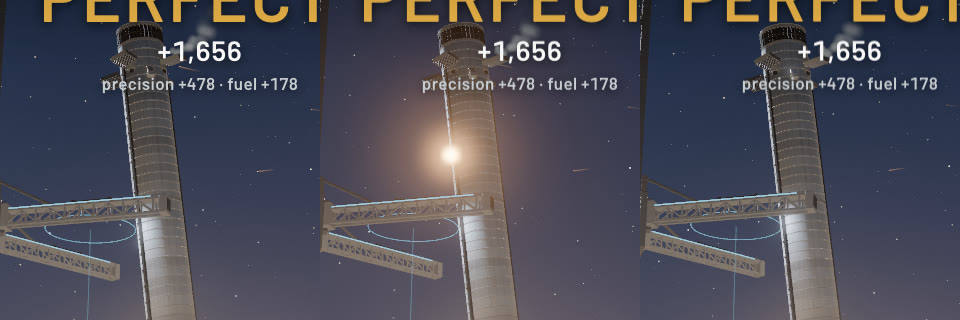 PERFECT
+1,656
precision +478 · fuel +178
PERFECT
+1,656
precision +478 · fuel +178
PERFECT
+1,656
precision +478 · fuel +178